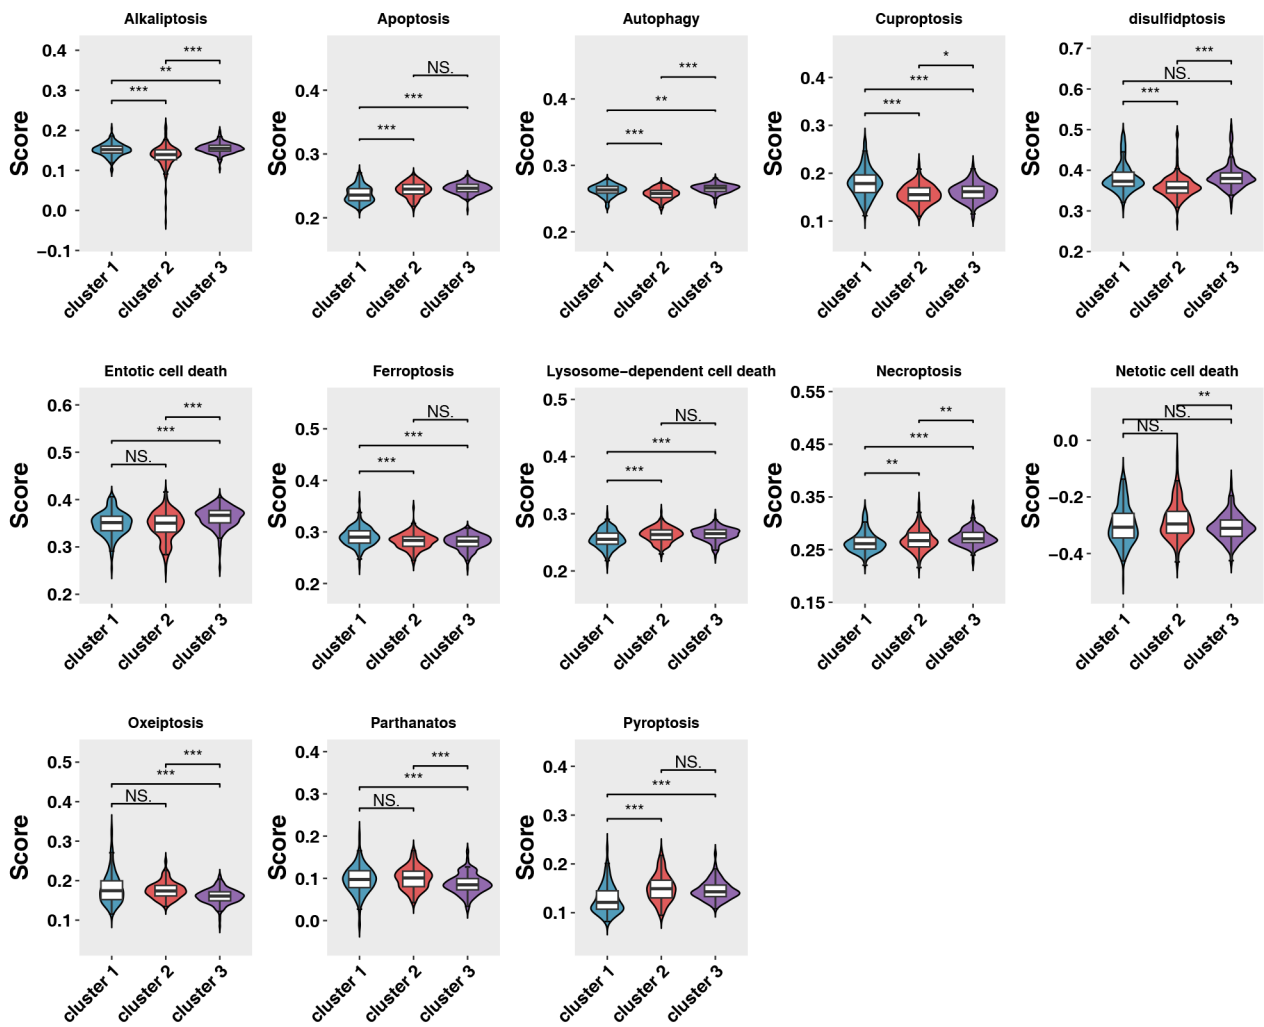 Alkaliptosis
Score
0.4
0.3
0.2
0.1
0.0
−0.1
***
**
***
cluster 1
cluster 2
cluster 3
Apoptosis
Score
0.4
0.3
0.2
NS.
***
***
cluster 1
cluster 2
cluster 3
Autophagy
Score
0.4
0.3
0.2
***
**
***
cluster 1
cluster 2
cluster 3
Cuproptosis
Score
0.4
0.3
0.2
0.1
*
***
***
cluster 1
cluster 2
cluster 3
disulfidptosis
Score
0.7
0.6
0.5
0.4
0.3
0.2
***
NS.
***
cluster 1
cluster 2
cluster 3
Entotic cell death
Score
0.6
0.5
0.4
0.3
0.2
***
***
NS.
cluster 1
cluster 2
cluster 3
Ferroptosis
Score
0.5
0.4
0.3
0.2
NS.
***
***
cluster 1
cluster 2
cluster 3
Lysosome−dependent cell death
Score
0.5
0.4
0.3
0.2
NS.
***
***
cluster 1
cluster 2
cluster 3
Necroptosis
Score
0.55
0.45
0.35
0.25
0.15
**
***
**
cluster 1
cluster 2
cluster 3
Netotic cell death
Score
0.0
−0.2
−0.4
**
NS.
NS.
cluster 1
cluster 2
cluster 3
Oxeiptosis
Score
0.5
0.4
0.3
0.2
0.1
***
***
NS.
cluster 1
cluster 2
cluster 3
Parthanatos
Score
0.4
0.3
0.2
0.1
0.0
***
***
NS.
cluster 1
cluster 2
cluster 3
Pyroptosis
Score
0.4
0.3
0.2
0.1
NS.
***
***
cluster 1
cluster 2
cluster 3